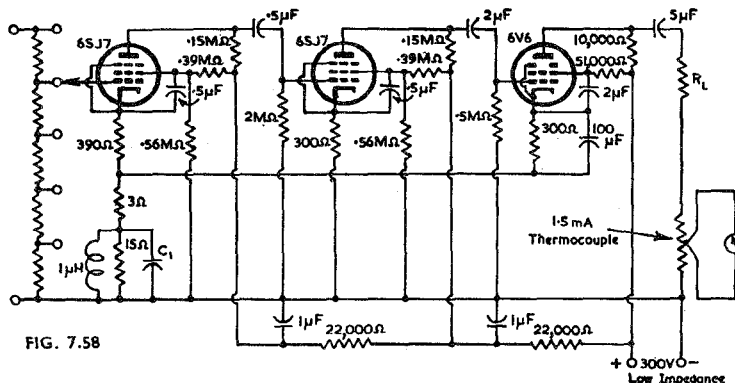 6SJ7
.15MΩ
.39MΩ
.5μF
.5μF
390Ω
.56MΩ
2MΩ
3Ω
15Ω
C1
1μH
6SJ7
.15MΩ
.39MΩ
.5μF
2μF
300Ω
.56MΩ
.5MΩ
6V6
10,000Ω
51,000Ω
2μF
300Ω
100
μF
5μF
RL
1.5mA
Thermocouple
1μF
22,000Ω
1μF
22,000Ω
+ 300V -
Low Impedance
FIG. 7.58